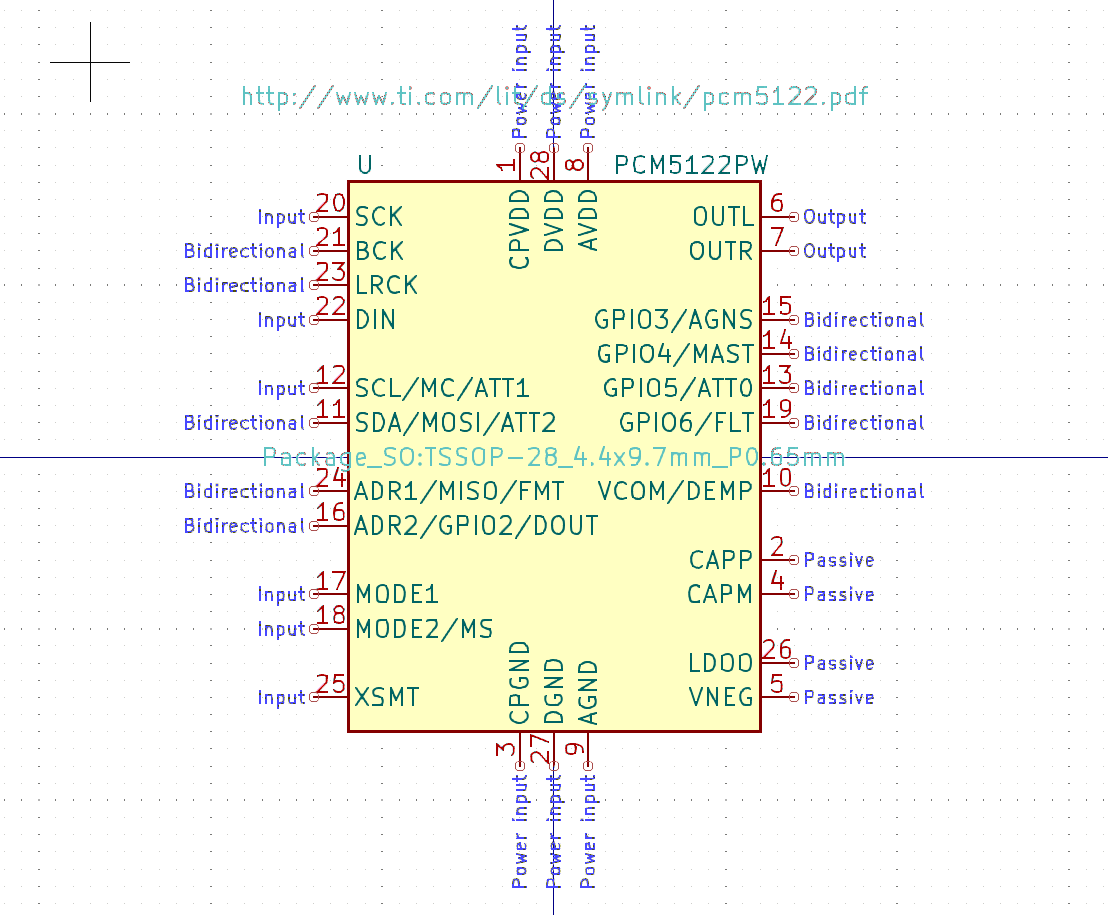 Power input Power input Power input
http://www.ti.com/lit/ds/symlink/pcm5122.pdf
1 28 8
U PCM5122PW
CPVDD DVDD AVDD
Input 20 SCK OUTL 6 Output
Bidirectional 21 BCK OUTR 7 Output
Bidirectional 23 LRCK
Input 22 DIN GPIO3/AGNS 15 Bidirectional
GPIO4/MAST 14 Bidirectional
Input 12 SCL/MC/ATT1 GPIO5/ATT0 13 Bidirectional
Bidirectional 11 SDA/MOSI/ATT2 GPIO6/FLT 19 Bidirectional
Package_SO:TSSOP-28_4.4x9.7mm_P0.65mm
Bidirectional 24 ADR1/MISO/FMT VCOM/DEMP 10 Bidirectional
Bidirectional 16 ADR2/GPIO2/DOUT
CAPP 2 Passive
Input 17 MODE1 CAPM 4 Passive
Input 18 MODE2/MS
LDOO 26 Passive
Input 25 XSMT VNEG 5 Passive
CPGND DGND AGND
3 27 9
Power input Power input Power input